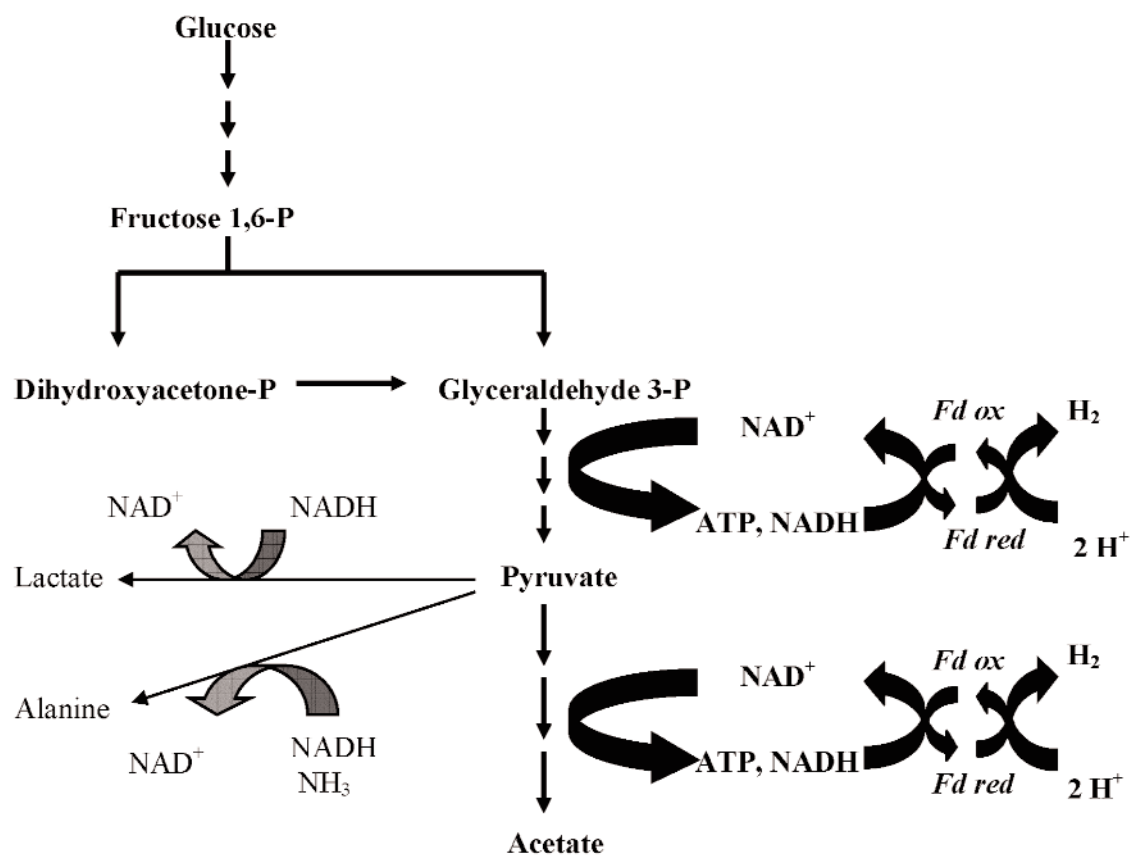 Glucose
Fructose 1,6-P
Dihydroxyacetone-P
Glyceraldehyde 3-P
NAD⁺
Fd ox
H₂
ATP, NADH
Fd red
2 H⁺
NAD⁺
NADH
Lactate
Pyruvate
Alanine
NAD⁺
NADH
NH₃
NAD⁺
Fd ox
H₂
ATP, NADH
Fd red
2 H⁺
Acetate